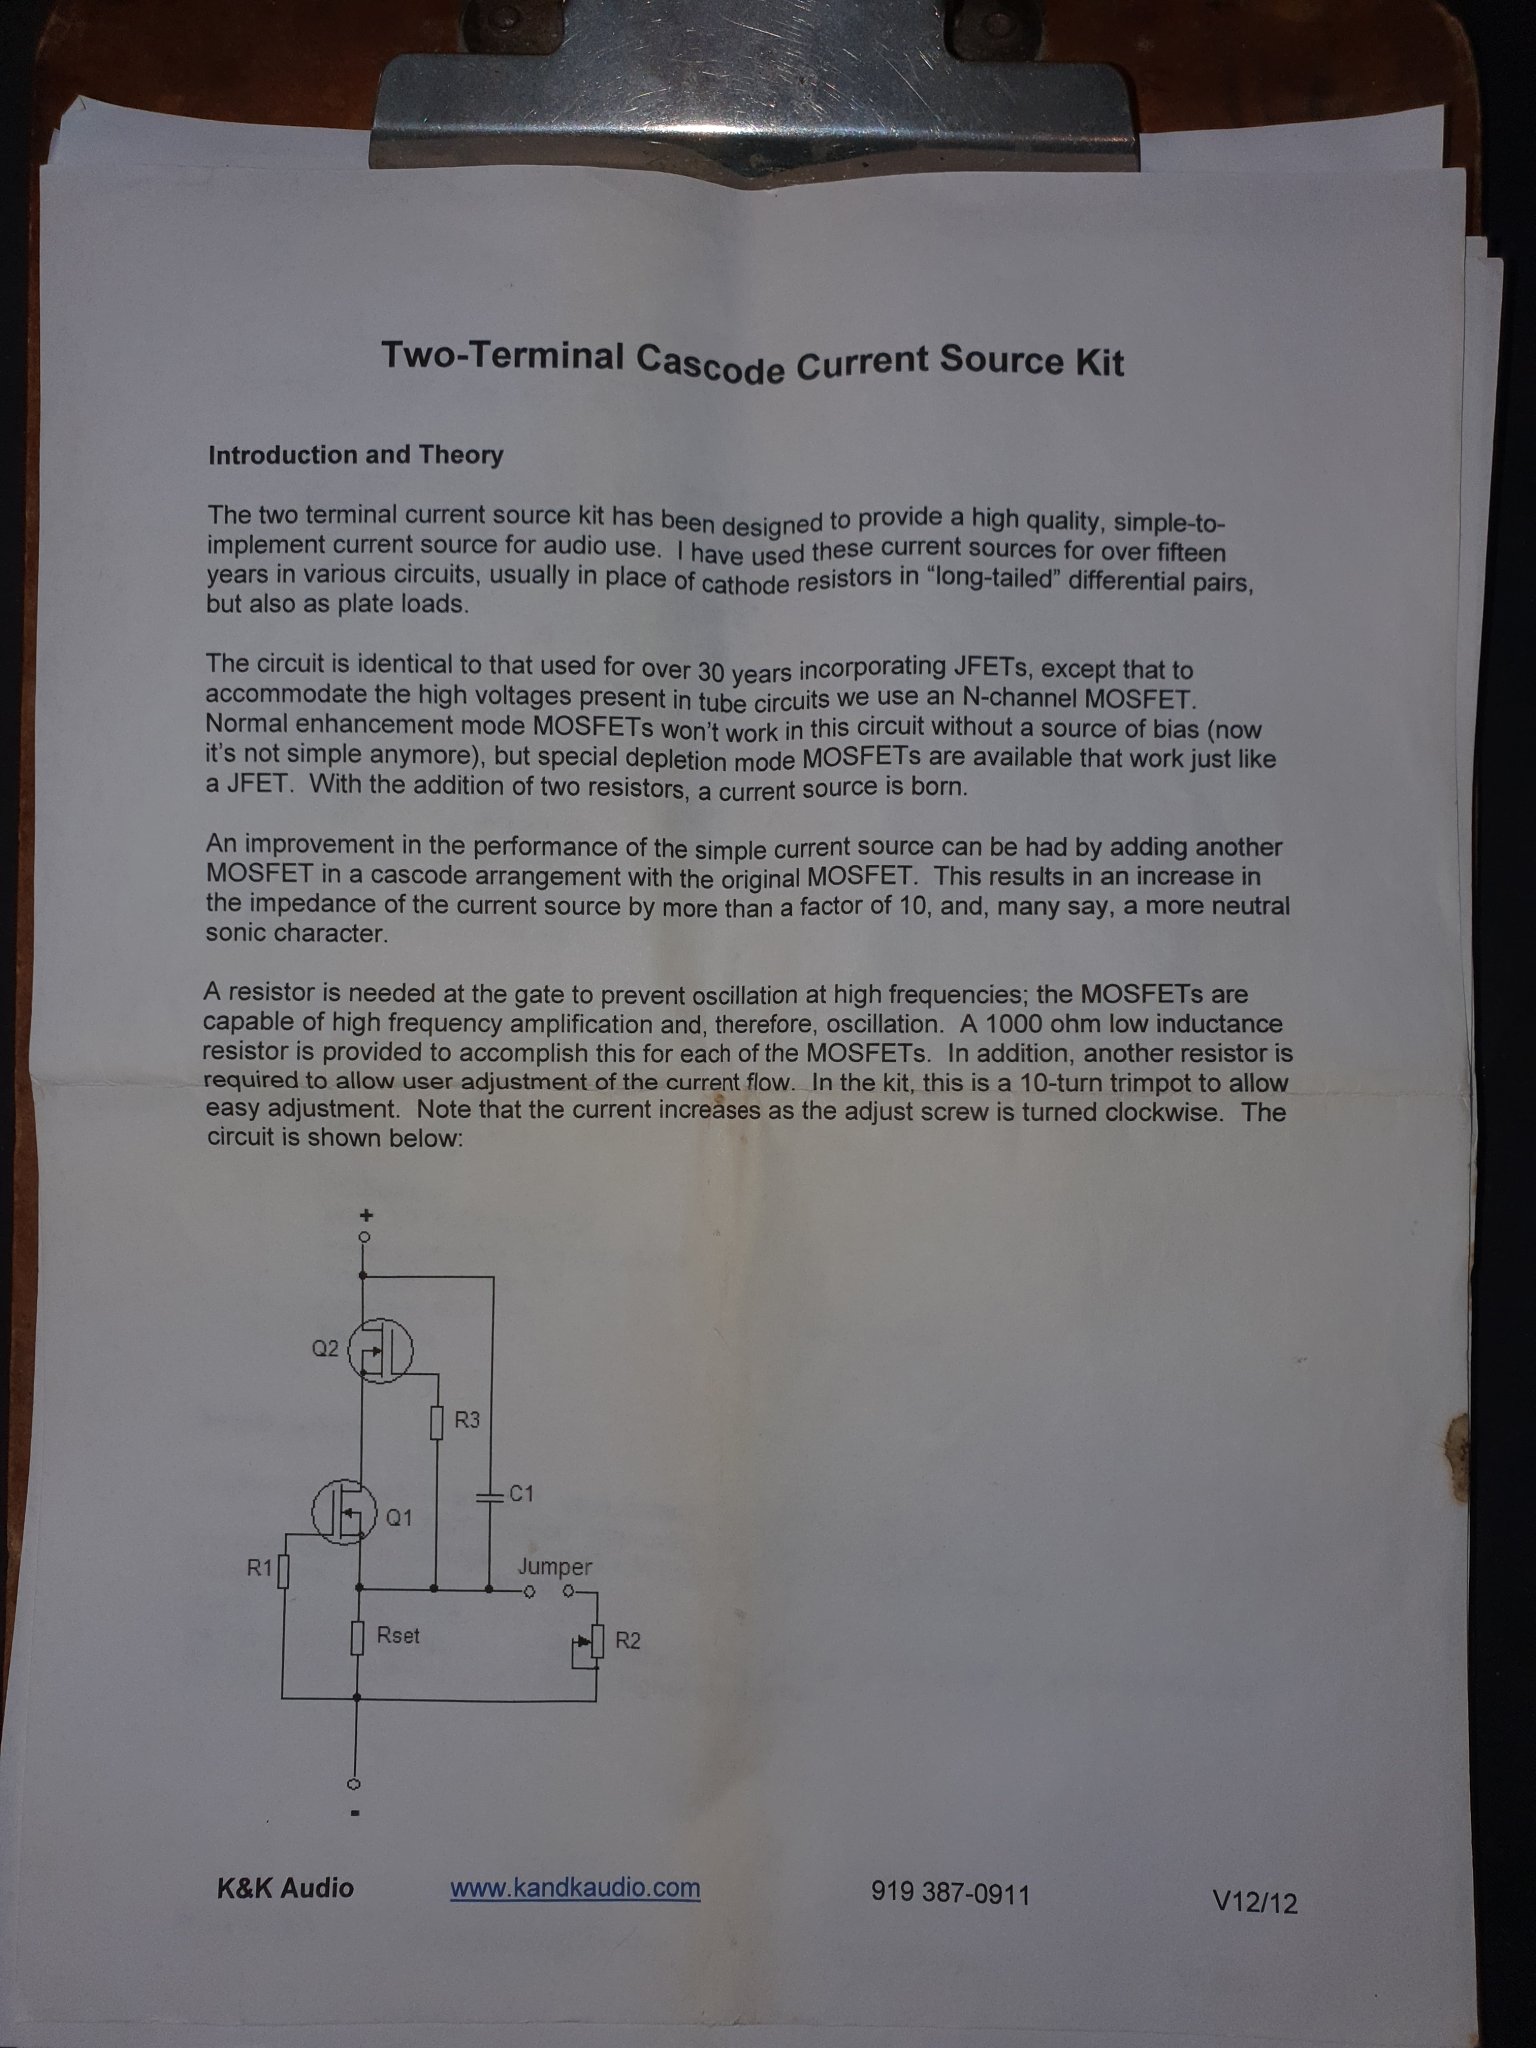 Two-Terminal Cascode Current Source Kit
Introduction and Theory
The two terminal current source kit has been designed to provide a high quality, simple-to-
implement current source for audio use.  I have used these current sources for over fifteen
years in various circuits, usually in place of cathode resistors in “long-tailed” differential pairs,
but also as plate loads.
The circuit is identical to that used for over 30 years incorporating JFETs, except that to
accommodate the high voltages present in tube circuits we use an N-channel MOSFET.
Normal enhancement mode MOSFETs won’t work in this circuit without a source of bias (now
it’s not simple anymore), but special depletion mode MOSFETs are available that work just like
a JFET.  With the addition of two resistors, a current source is born.
An improvement in the performance of the simple current source can be had by adding another
MOSFET in a cascode arrangement with the original MOSFET.  This results in an increase in
the impedance of the current source by more than a factor of 10, and, many say, a more neutral
sonic character.
A resistor is needed at the gate to prevent oscillation at high frequencies; the MOSFETs are
capable of high frequency amplification and, therefore, oscillation.  A 1000 ohm low inductance
resistor is provided to accomplish this for each of the MOSFETs.  In addition, another resistor is
required to allow user adjustment of the current flow.  In the kit, this is a 10-turn trimpot to allow
easy adjustment.  Note that the current increases as the adjust screw is turned clockwise.  The
circuit is shown below:
+
Q2
R3
C1
Q1
Jumper
R1
Rset
R2
-
K&K Audio www.kandkaudio.com 919 387-0911 V12/12